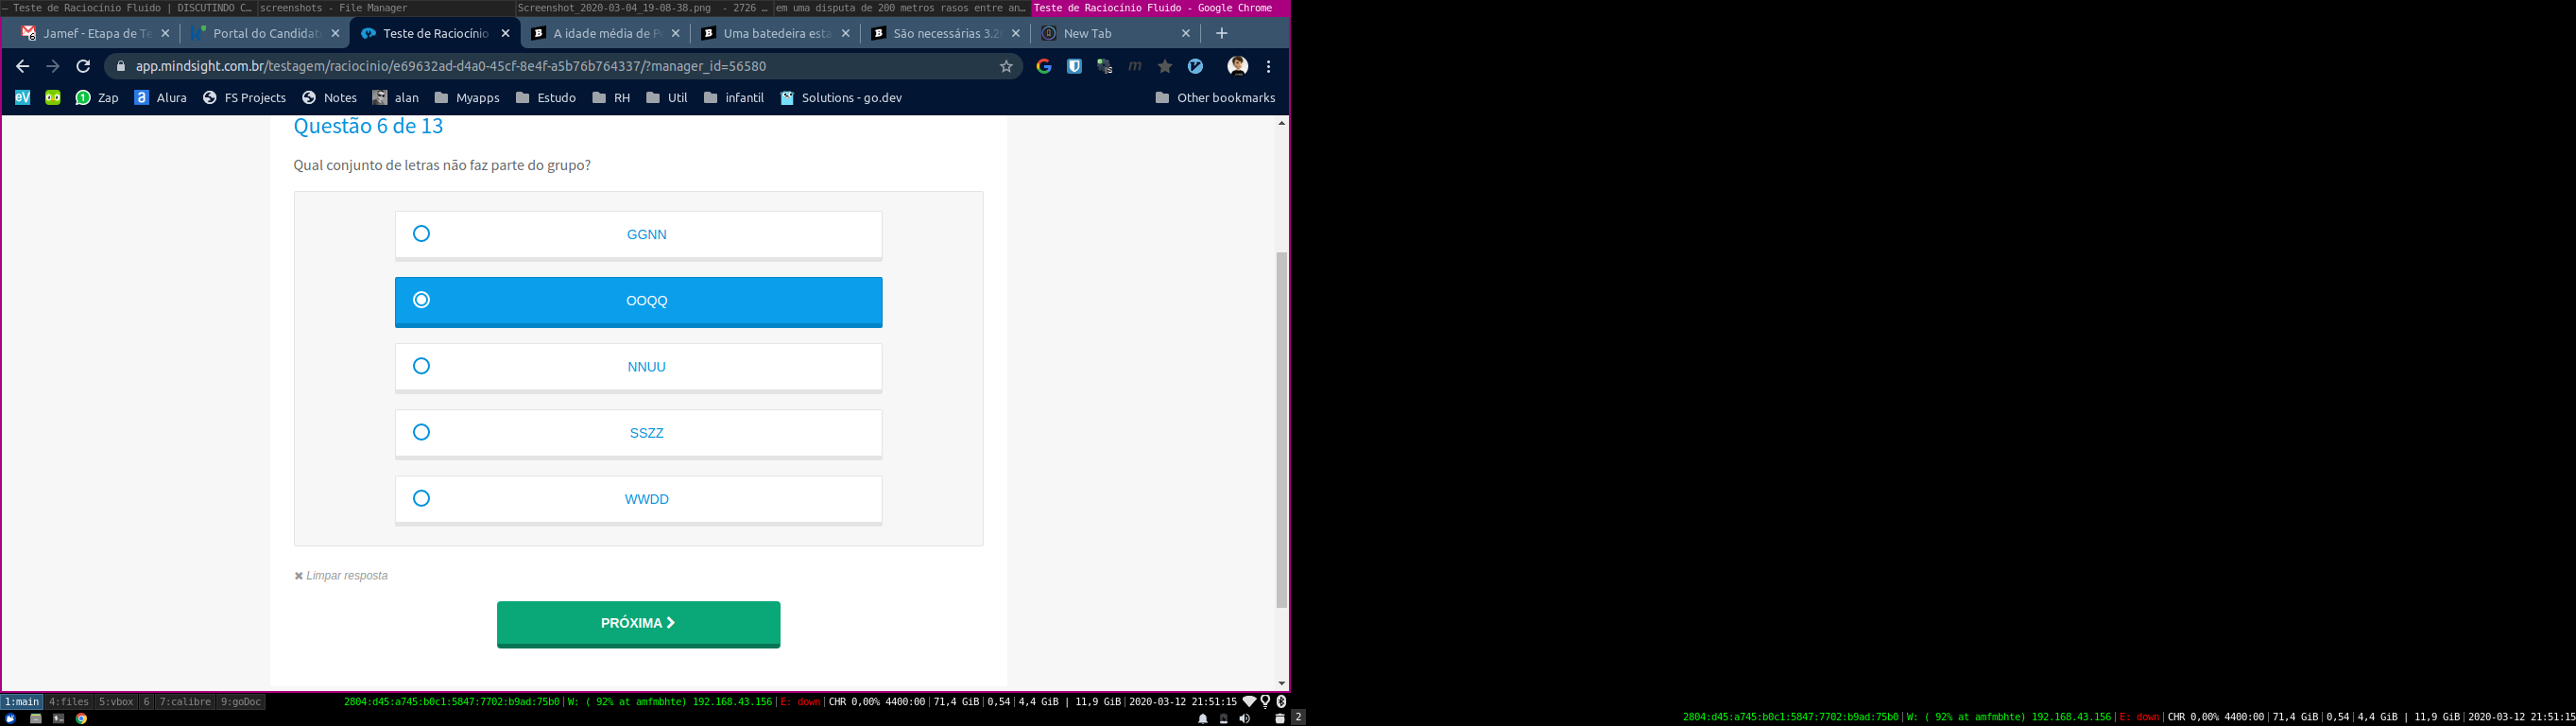 — Teste de Raciocínio Fluido | DISCUTINDO C… screenshots - File Manager Screenshot_2020-03-04_19-08-38.png - 2726 … em uma disputa de 200 metros rasos entre an… Teste de Raciocínio Fluido - Google Chrome
Jamef - Etapa de Te Portal do Candidat Teste de Raciocínio A idade média de P Uma batedeira esta São necessárias 3.2 New Tab
app.mindsight.com.br/testagem/raciocinio/e69632ad-d4a0-45cf-8e4f-a5b76b764337/?manager_id=56580
Zap Alura FS Projects Notes alan Myapps Estudo RH Util infantil Solutions - go.dev Other bookmarks
Questão 6 de 13
Qual conjunto de letras não faz parte do grupo?
GGNN
OOQQ
NNUU
SSZZ
WWDD
✖ Limpar resposta
PRÓXIMA
1:main 4:files 5:vbox 6 7:calibre 9:goDoc 2804:d45:a745:b0c1:5847:7702:b9ad:75b0 | W: ( 92% at amfmbhte) 192.168.43.156 | E: down | CHR 0,00% 4400:00 | 71,4 GiB | 0,54 | 4,4 GiB | 11,9 GiB | 2020-03-12 21:51:15
2 2804:d45:a745:b0c1:5847:7702:b9ad:75b0 | W: ( 92% at amfmbhte) 192.168.43.156 | E: down | CHR 0,00% 4400:00 | 71,4 GiB | 0,54 | 4,4 GiB | 11,9 GiB | 2020-03-12 21:51:15